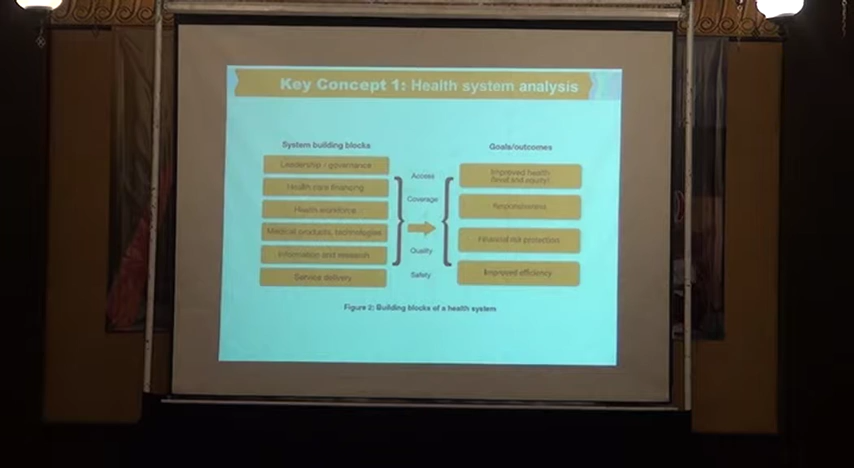 Key Concept 1: Health system analysis
System building blocks
Leadership / governance
Health care financing
Health workforce
Medical products, technologies
Information and research
Service delivery
Access
Coverage
Quality
Safety
Goals/outcomes
Improved health
(level and equity)
Responsiveness
Financial risk protection
Improved efficiency
Figure 2: Building blocks of a health system